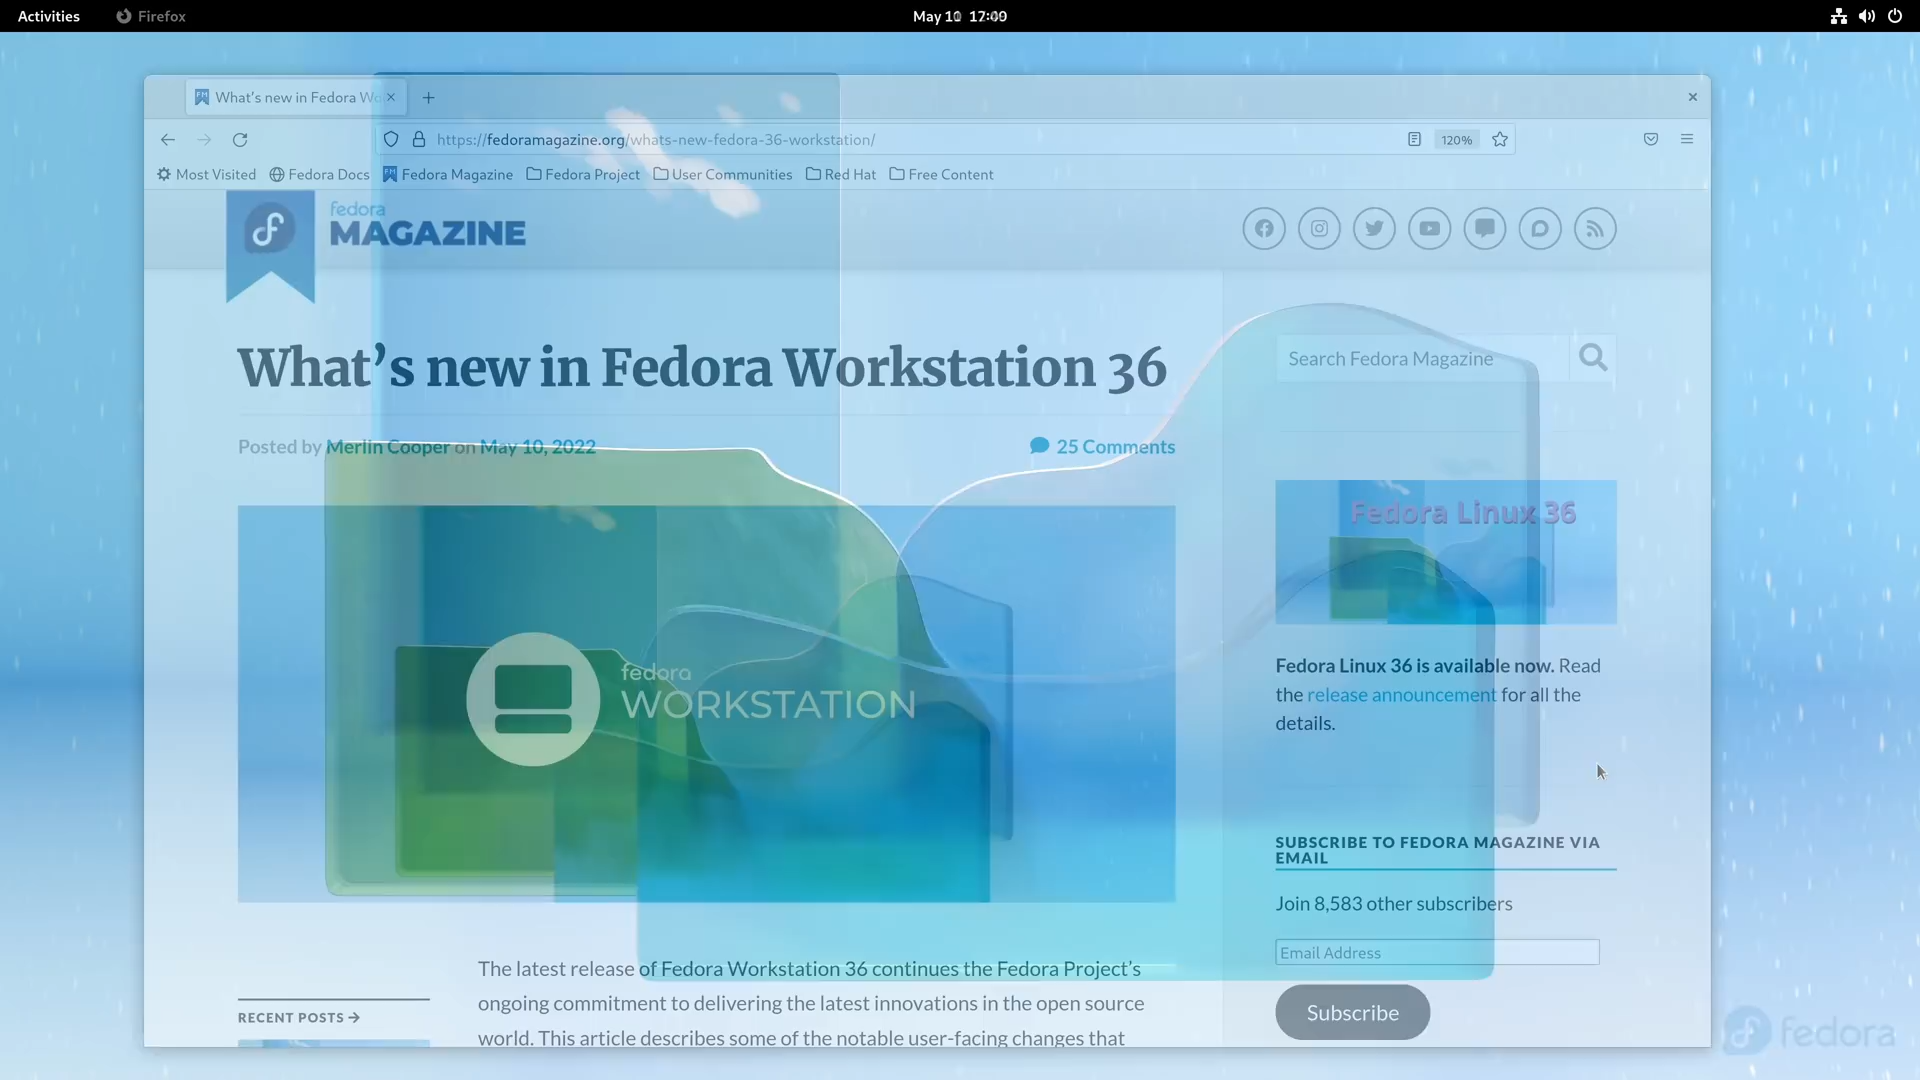 Activities
Firefox
May 1
What's new in Fedora Wo
https://fedoramagazine.org/whats-new-fedora-36-workstation/
120%
Most Visited
Fedora Docs
Fedora Magazine
Fedora Project
User Communities
Red Hat
Free Content
fedora
MAGAZINE
What’s new in Fedora Workstation 36
Posted by Merlin Cooper on May 10, 2022
25 Comments
fedora
WORKSTATION
The latest release of Fedora Workstation 36 continues the Fedora Project’s
ongoing commitment to delivering the latest innovations in the open source
world. This article describes some of the notable user-facing changes that
RECENT POSTS →
Search Fedora Magazine
Fedora Linux 36
Fedora Linux 36 is available now. Read
the release announcement for all the
details.
SUBSCRIBE TO FEDORA MAGAZINE VIA
EMAIL
Join 8,583 other subscribers
Email Address
Subscribe
fedora